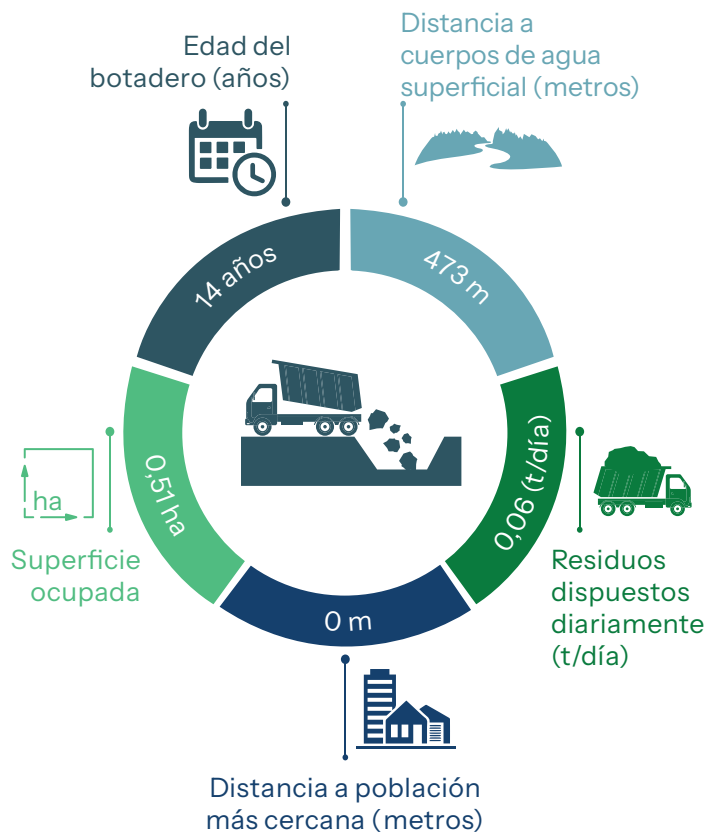 Edad del
botadero (años)
Distancia a
cuerpos de agua
superficial (metros)
14 años
473 m
0,51 ha
0,06 (t/día)
ha
Superficie
ocupada
Residuos
dispuestos
diariamente
(t/día)
0 m
Distancia a población
más cercana (metros)